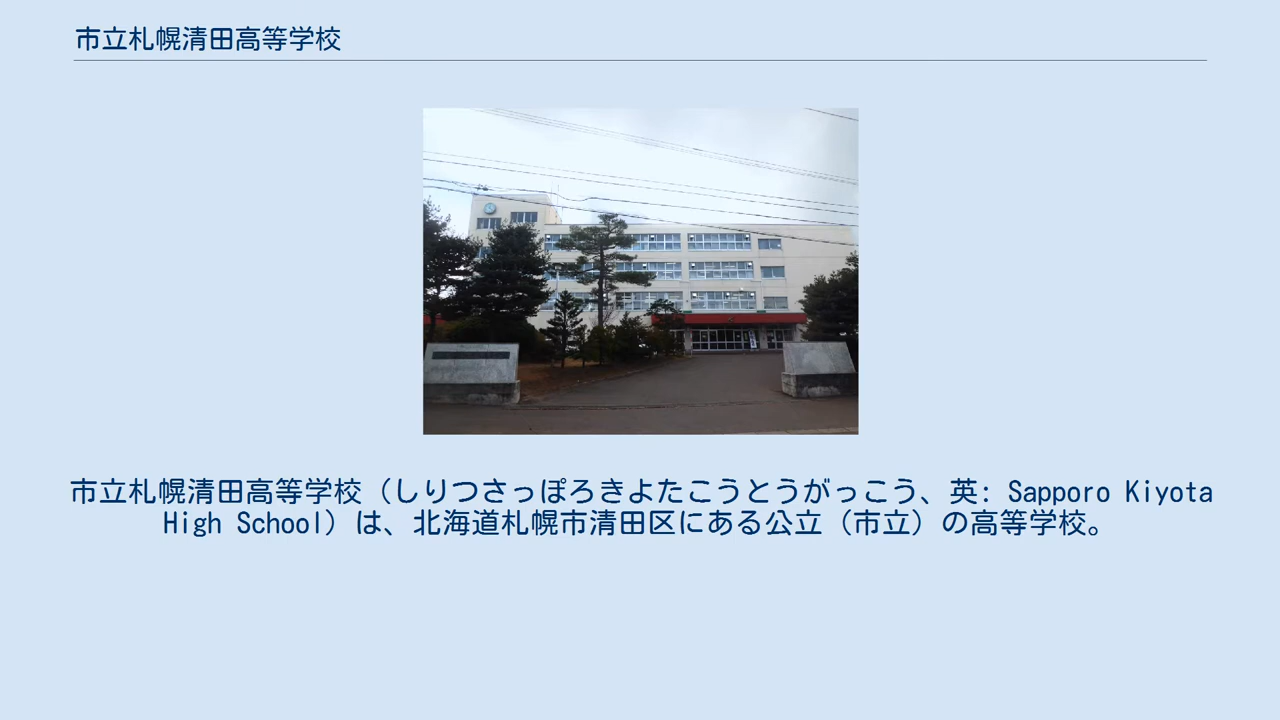 市立札幌清田高等学校
市立札幌清田高等学校（しりつさっぽろきよたこうとうがっこう、英: Sapporo Kiyota
High School）は、北海道札幌市清田区にある公立（市立）の高等学校。